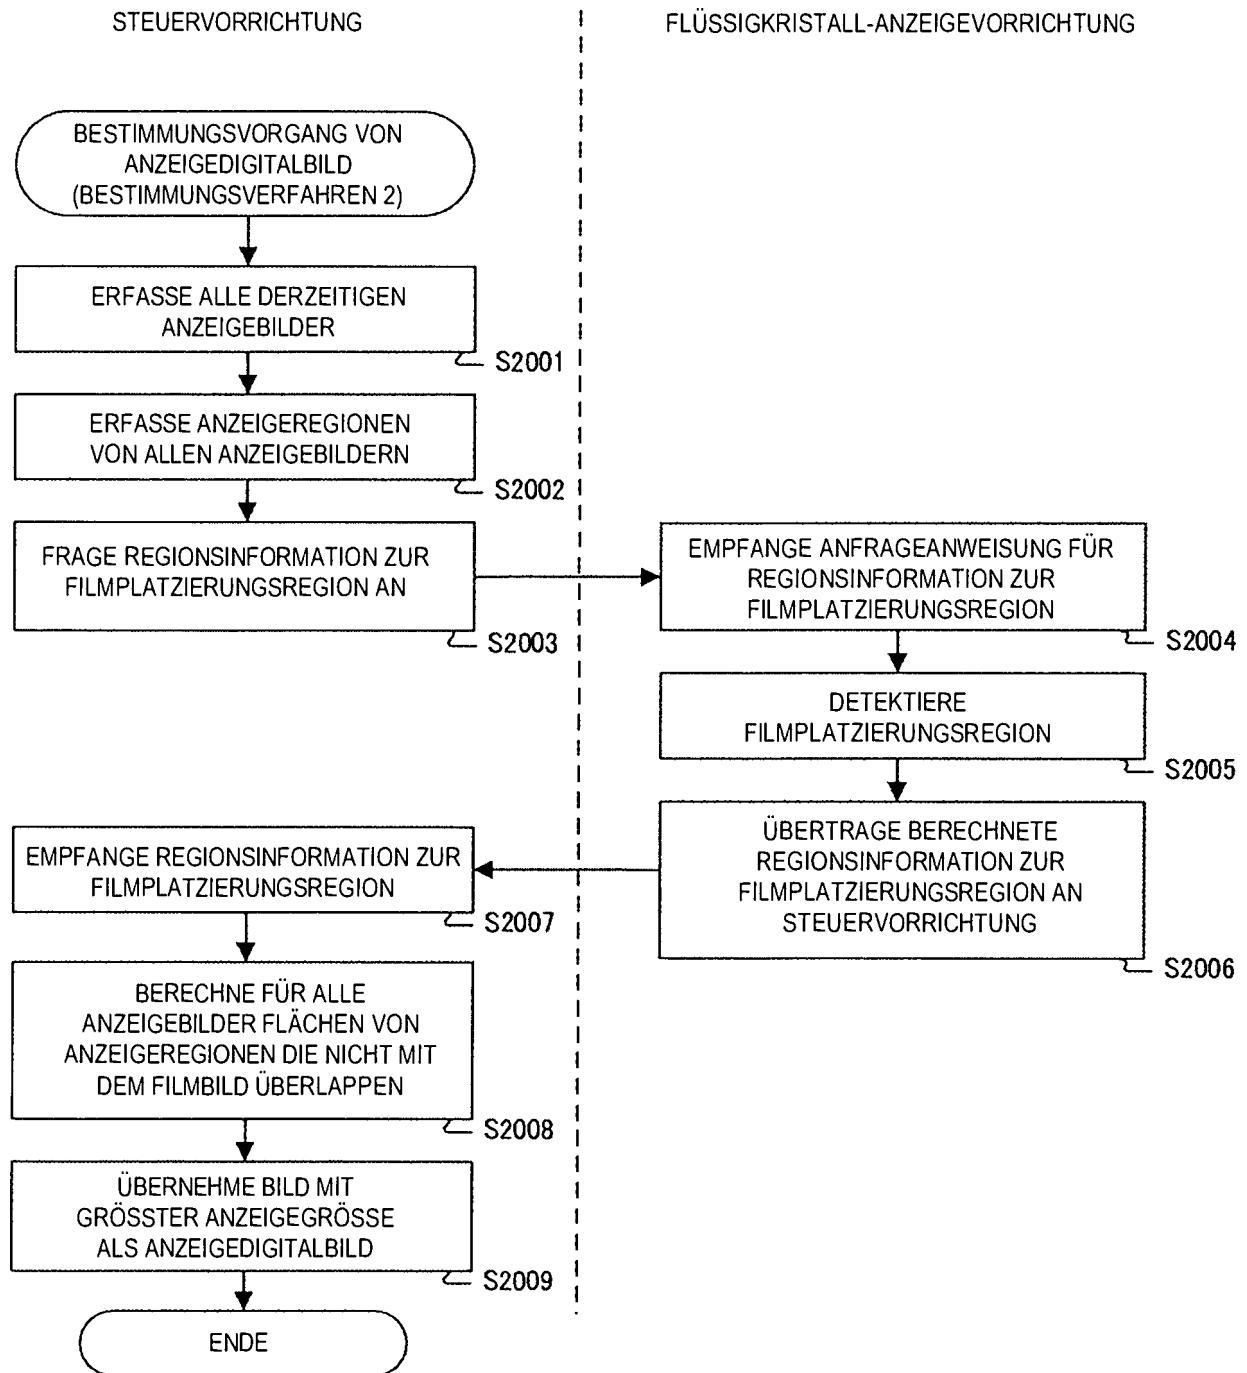 STEUERVORRICHTUNG
FLÜSSIGKRISTALL-ANZEIGEVORRICHTUNG
BESTIMMUNGSVORGANG VON
ANZEIGEDIGITALBILD
(BESTIMMUNGSVERFAHREN 2)
ERFASSE ALLE DERZEITIGEN
ANZEIGEBILDER
S2001
ERFASSE ANZEIGEREGIONEN
VON ALLEN ANZEIGEBILDERN
S2002
FRAGE REGIONSINFORMATION ZUR
FILMPLATZIERUNGSREGION AN
S2003
EMPFANGE ANFRAGEANWEISUNG FÜR
REGIONSINFORMATION ZUR
FILMPLATZIERUNGSREGION
S2004
DETEKTIERE
FILMPLATZIERUNGSREGION
S2005
ÜBERTRAGE BERECHNETE
REGIONSINFORMATION ZUR
FILMPLATZIERUNGSREGION AN
STEUERVORRICHTUNG
S2006
EMPFANGE REGIONSINFORMATION ZUR
FILMPLATZIERUNGSREGION
S2007
BERECHNE FÜR ALLE
ANZEIGEBILDER FLÄCHEN VON
ANZEIGEREGIONEN DIE NICHT MIT
DEM FILMBILD ÜBERLAPPEN
S2008
ÜBERNEHME BILD MIT
GRÖSSTER ANZEIGEGRÖSSE
ALS ANZEIGEDIGITALBILD
S2009
ENDE